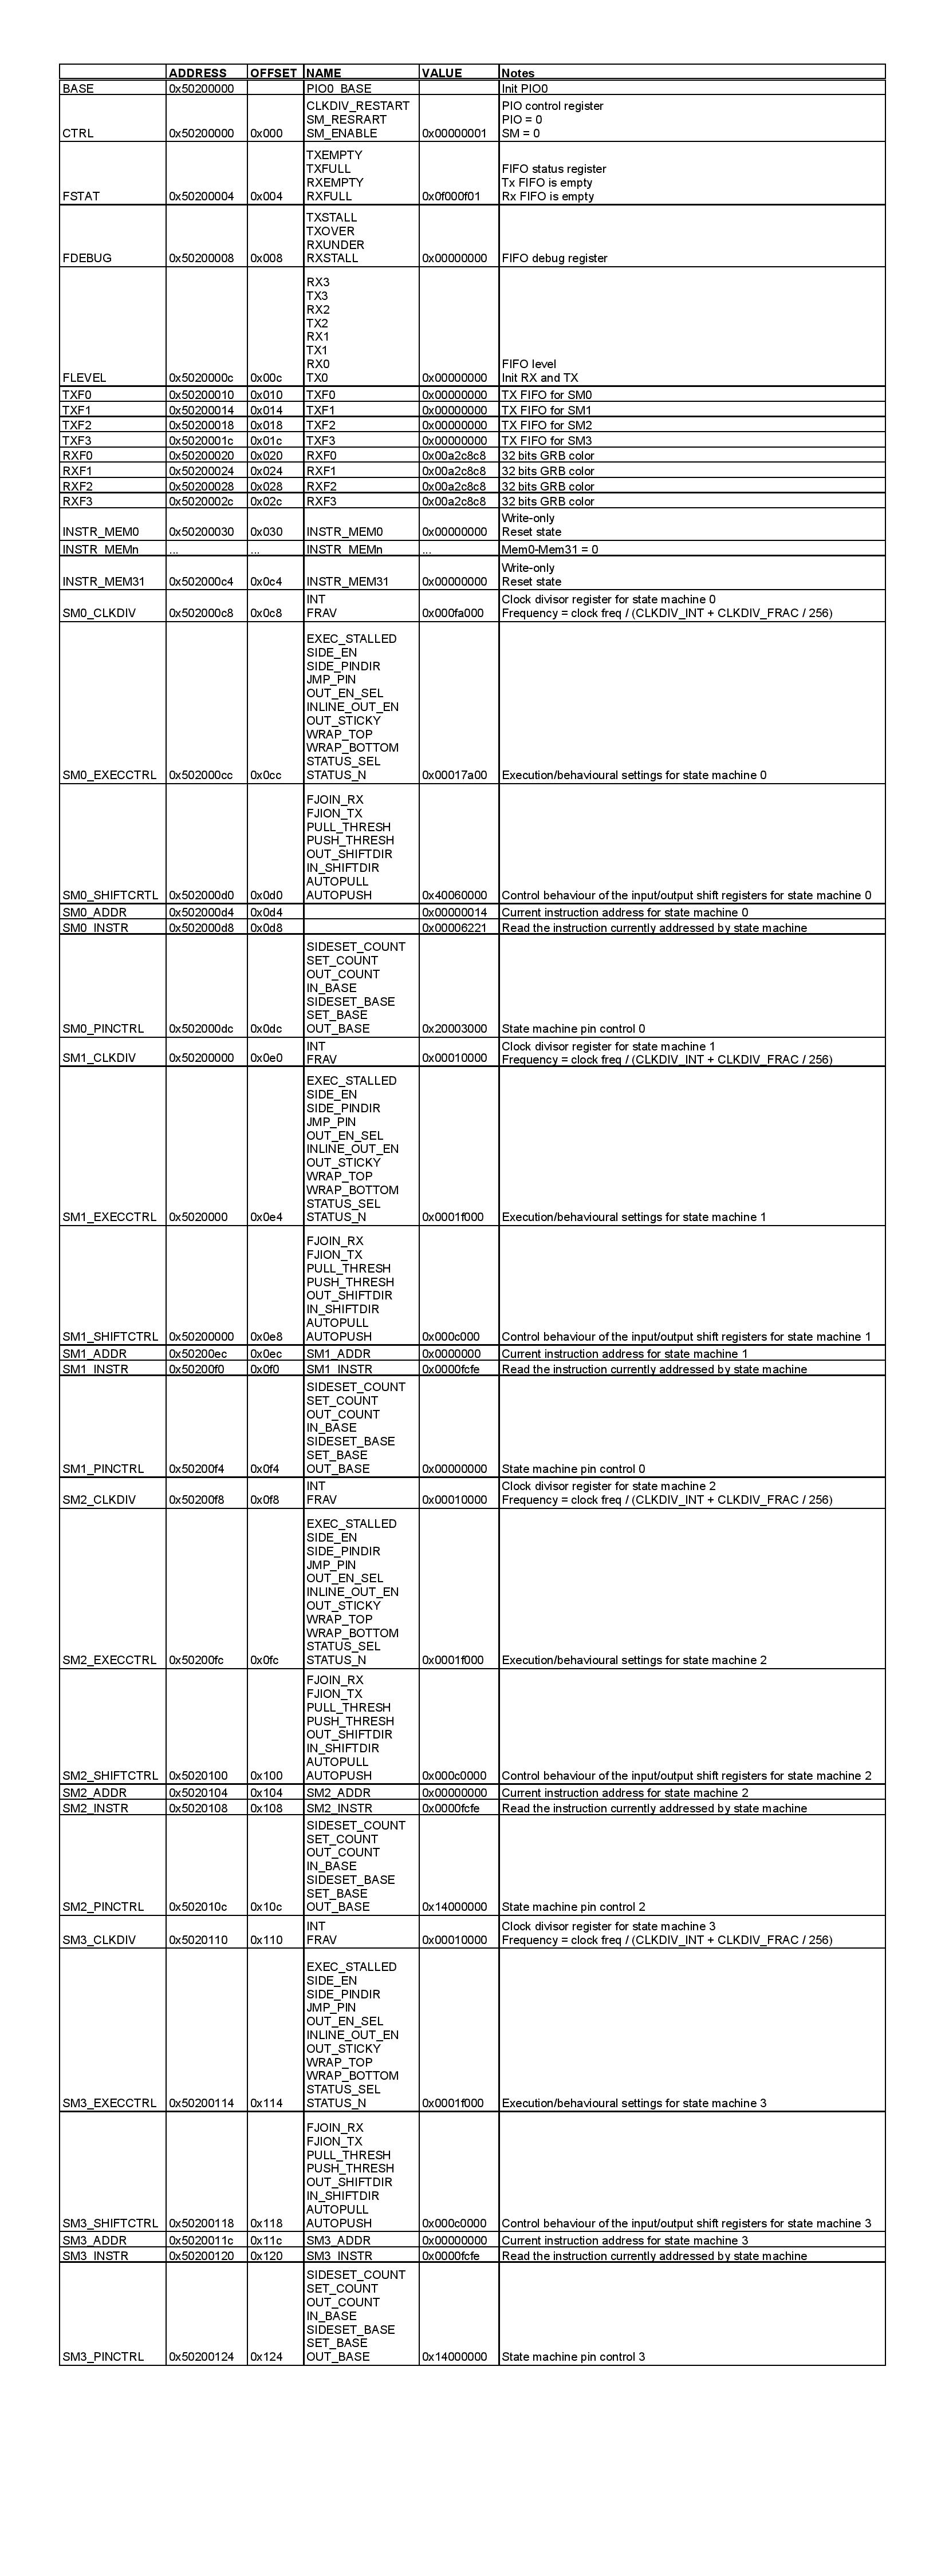 ADDRESS OFFSET NAME VALUE Notes
BASE 0x50200000 PIO0_BASE Init PIO0
CLKDIV_RESTART PIO control register
SM_RESRART PIO = 0
CTRL 0x50200000 0x000 SM_ENABLE 0x00000001 SM = 0
TXEMPTY
TXFULL FIFO status register
RXEMPTY Tx FIFO is empty
FSTAT 0x50200004 0x004 RXFULL 0x0f000f01 Rx FIFO is empty
TXSTALL
TXOVER
RXUNDER
FDEBUG 0x50200008 0x008 RXSTALL 0x00000000 FIFO debug register
RX3
TX3
RX2
TX2
RX1
TX1
RX0 FIFO level
FLEVEL 0x5020000c 0x00c TX0 0x00000000 Init RX and TX
TXF0 0x50200010 0x010 TXF0 0x00000000 TX FIFO for SM0
TXF1 0x50200014 0x014 TXF1 0x00000000 TX FIFO for SM1
TXF2 0x50200018 0x018 TXF2 0x00000000 TX FIFO for SM2
TXF3 0x5020001c 0x01c TXF3 0x00000000 TX FIFO for SM3
RXF0 0x50200020 0x020 RXF0 0x00a2c8c8 32 bits GRB color
RXF1 0x50200024 0x024 RXF1 0x00a2c8c8 32 bits GRB color
RXF2 0x50200028 0x028 RXF2 0x00a2c8c8 32 bits GRB color
RXF3 0x5020002c 0x02c RXF3 0x00a2c8c8 32 bits GRB color
Write-only
INSTR_MEM0 0x50200030 0x030 INSTR_MEM0 0x00000000 Reset state
INSTR_MEMn ... ... INSTR_MEMn ... Mem0-Mem31 = 0
Write-only
INSTR_MEM31 0x502000c4 0x0c4 INSTR_MEM31 0x00000000 Reset state
INT Clock divisor register for state machine 0
SM0_CLKDIV 0x502000c8 0x0c8 FRAV 0x000fa000 Frequency = clock freq / (CLKDIV_INT + CLKDIV_FRAC / 256)
EXEC_STALLED
SIDE_EN
SIDE_PINDIR
JMP_PIN
OUT_EN_SEL
INLINE_OUT_EN
OUT_STICKY
WRAP_TOP
WRAP_BOTTOM
STATUS_SEL
SM0_EXECCTRL 0x502000cc 0x0cc STATUS_N 0x00017a00 Execution/behavioural settings for state machine 0
FJOIN_RX
FJION_TX
PULL_THRESH
PUSH_THRESH
OUT_SHIFTDIR
IN_SHIFTDIR
AUTOPULL
SM0_SHIFTCRTL 0x502000d0 0x0d0 AUTOPUSH 0x40060000 Control behaviour of the input/output shift registers for state machine 0
SM0_ADDR 0x502000d4 0x0d4 0x00000014 Current instruction address for state machine 0
SM0_INSTR 0x502000d8 0x0d8 0x00006221 Read the instruction currently addressed by state machine
SIDESET_COUNT
SET_COUNT
OUT_COUNT
IN_BASE
SIDESET_BASE
SET_BASE
SM0_PINCTRL 0x502000dc 0x0dc OUT_BASE 0x20003000 State machine pin control 0
INT Clock divisor register for state machine 1
SM1_CLKDIV 0x50200000 0x0e0 FRAV 0x00010000 Frequency = clock freq / (CLKDIV_INT + CLKDIV_FRAC / 256)
EXEC_STALLED
SIDE_EN
SIDE_PINDIR
JMP_PIN
OUT_EN_SEL
INLINE_OUT_EN
OUT_STICKY
WRAP_TOP
WRAP_BOTTOM
STATUS_SEL
SM1_EXECCTRL 0x5020000 0x0e4 STATUS_N 0x0001f000 Execution/behavioural settings for state machine 1
FJOIN_RX
FJION_TX
PULL_THRESH
PUSH_THRESH
OUT_SHIFTDIR
IN_SHIFTDIR
AUTOPULL
SM1_SHIFTCTRL 0x50200000 0x0e8 AUTOPUSH 0x000c000 Control behaviour of the input/output shift registers for state machine 1
SM1_ADDR 0x50200ec 0x0ec SM1_ADDR 0x0000000 Current instruction address for state machine 1
SM1_INSTR 0x50200f0 0x0f0 SM1_INSTR 0x0000fcfe Read the instruction currently addressed by state machine
SIDESET_COUNT
SET_COUNT
OUT_COUNT
IN_BASE
SIDESET_BASE
SET_BASE
SM1_PINCTRL 0x50200f4 0x0f4 OUT_BASE 0x00000000 State machine pin control 0
INT Clock divisor register for state machine 2
SM2_CLKDIV 0x50200f8 0x0f8 FRAV 0x00010000 Frequency = clock freq / (CLKDIV_INT + CLKDIV_FRAC / 256)
EXEC_STALLED
SIDE_EN
SIDE_PINDIR
JMP_PIN
OUT_EN_SEL
INLINE_OUT_EN
OUT_STICKY
WRAP_TOP
WRAP_BOTTOM
STATUS_SEL
SM2_EXECCTRL 0x50200fc 0x0fc STATUS_N 0x0001f000 Execution/behavioural settings for state machine 2
FJOIN_RX
FJION_TX
PULL_THRESH
PUSH_THRESH
OUT_SHIFTDIR
IN_SHIFTDIR
AUTOPULL
SM2_SHIFTCTRL 0x5020100 0x100 AUTOPUSH 0x000c0000 Control behaviour of the input/output shift registers for state machine 2
SM2_ADDR 0x5020104 0x104 SM2_ADDR 0x00000000 Current instruction address for state machine 2
SM2_INSTR 0x5020108 0x108 SM2_INSTR 0x0000fcfe Read the instruction currently addressed by state machine
SIDESET_COUNT
SET_COUNT
OUT_COUNT
IN_BASE
SIDESET_BASE
SET_BASE
SM2_PINCTRL 0x502010c 0x10c OUT_BASE 0x14000000 State machine pin control 2
INT Clock divisor register for state machine 3
SM3_CLKDIV 0x5020110 0x110 FRAV 0x00010000 Frequency = clock freq / (CLKDIV_INT + CLKDIV_FRAC / 256)
EXEC_STALLED
SIDE_EN
SIDE_PINDIR
JMP_PIN
OUT_EN_SEL
INLINE_OUT_EN
OUT_STICKY
WRAP_TOP
WRAP_BOTTOM
STATUS_SEL
SM3_EXECCTRL 0x50200114 0x114 STATUS_N 0x0001f000 Execution/behavioural settings for state machine 3
FJOIN_RX
FJION_TX
PULL_THRESH
PUSH_THRESH
OUT_SHIFTDIR
IN_SHIFTDIR
AUTOPULL
SM3_SHIFTCTRL 0x50200118 0x118 AUTOPUSH 0x000c0000 Control behaviour of the input/output shift registers for state machine 3
SM3_ADDR 0x5020011c 0x11c SM3_ADDR 0x00000000 Current instruction address for state machine 3
SM3_INSTR 0x50200120 0x120 SM3_INSTR 0x0000fcfe Read the instruction currently addressed by state machine
SIDESET_COUNT
SET_COUNT
OUT_COUNT
IN_BASE
SIDESET_BASE
SET_BASE
SM3_PINCTRL 0x50200124 0x124 OUT_BASE 0x14000000 State machine pin control 3